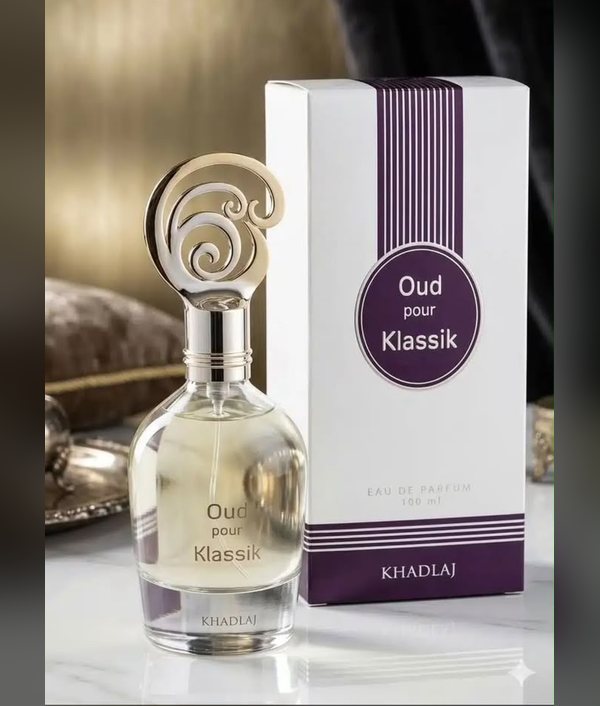 Oud
pour
Klassik
EAU DE PARFUM
100 ml
KHADLAJ
Oud
pour
Klassik
KHADLAJ